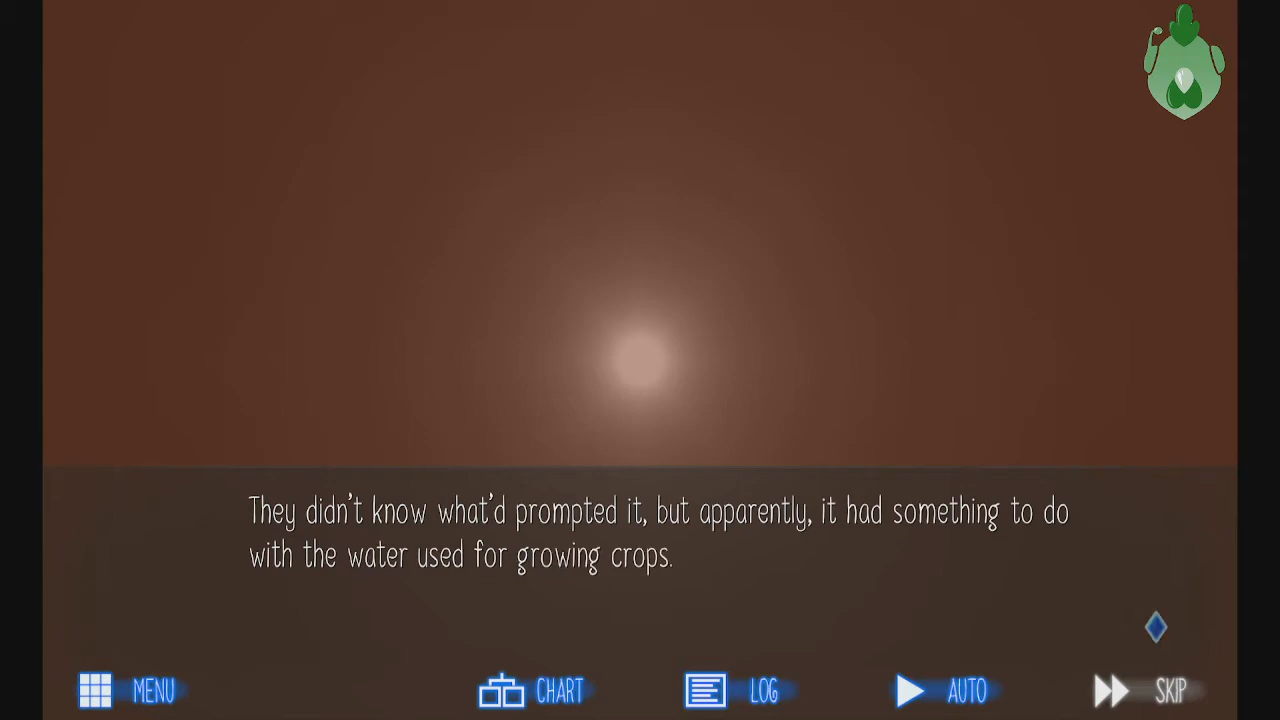 They didn't know what'd prompted it, but apparently, it had something to do
with the water used for growing crops.
MENU
CHART
LOG
AUTO
SKIP